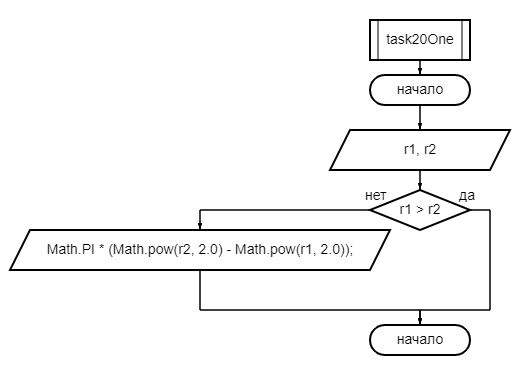 task20One
начало
r1, r2
нет
да
r1 > r2
Math.PI * (Math.pow(r2, 2.0) - Math.pow(r1, 2.0));
начало